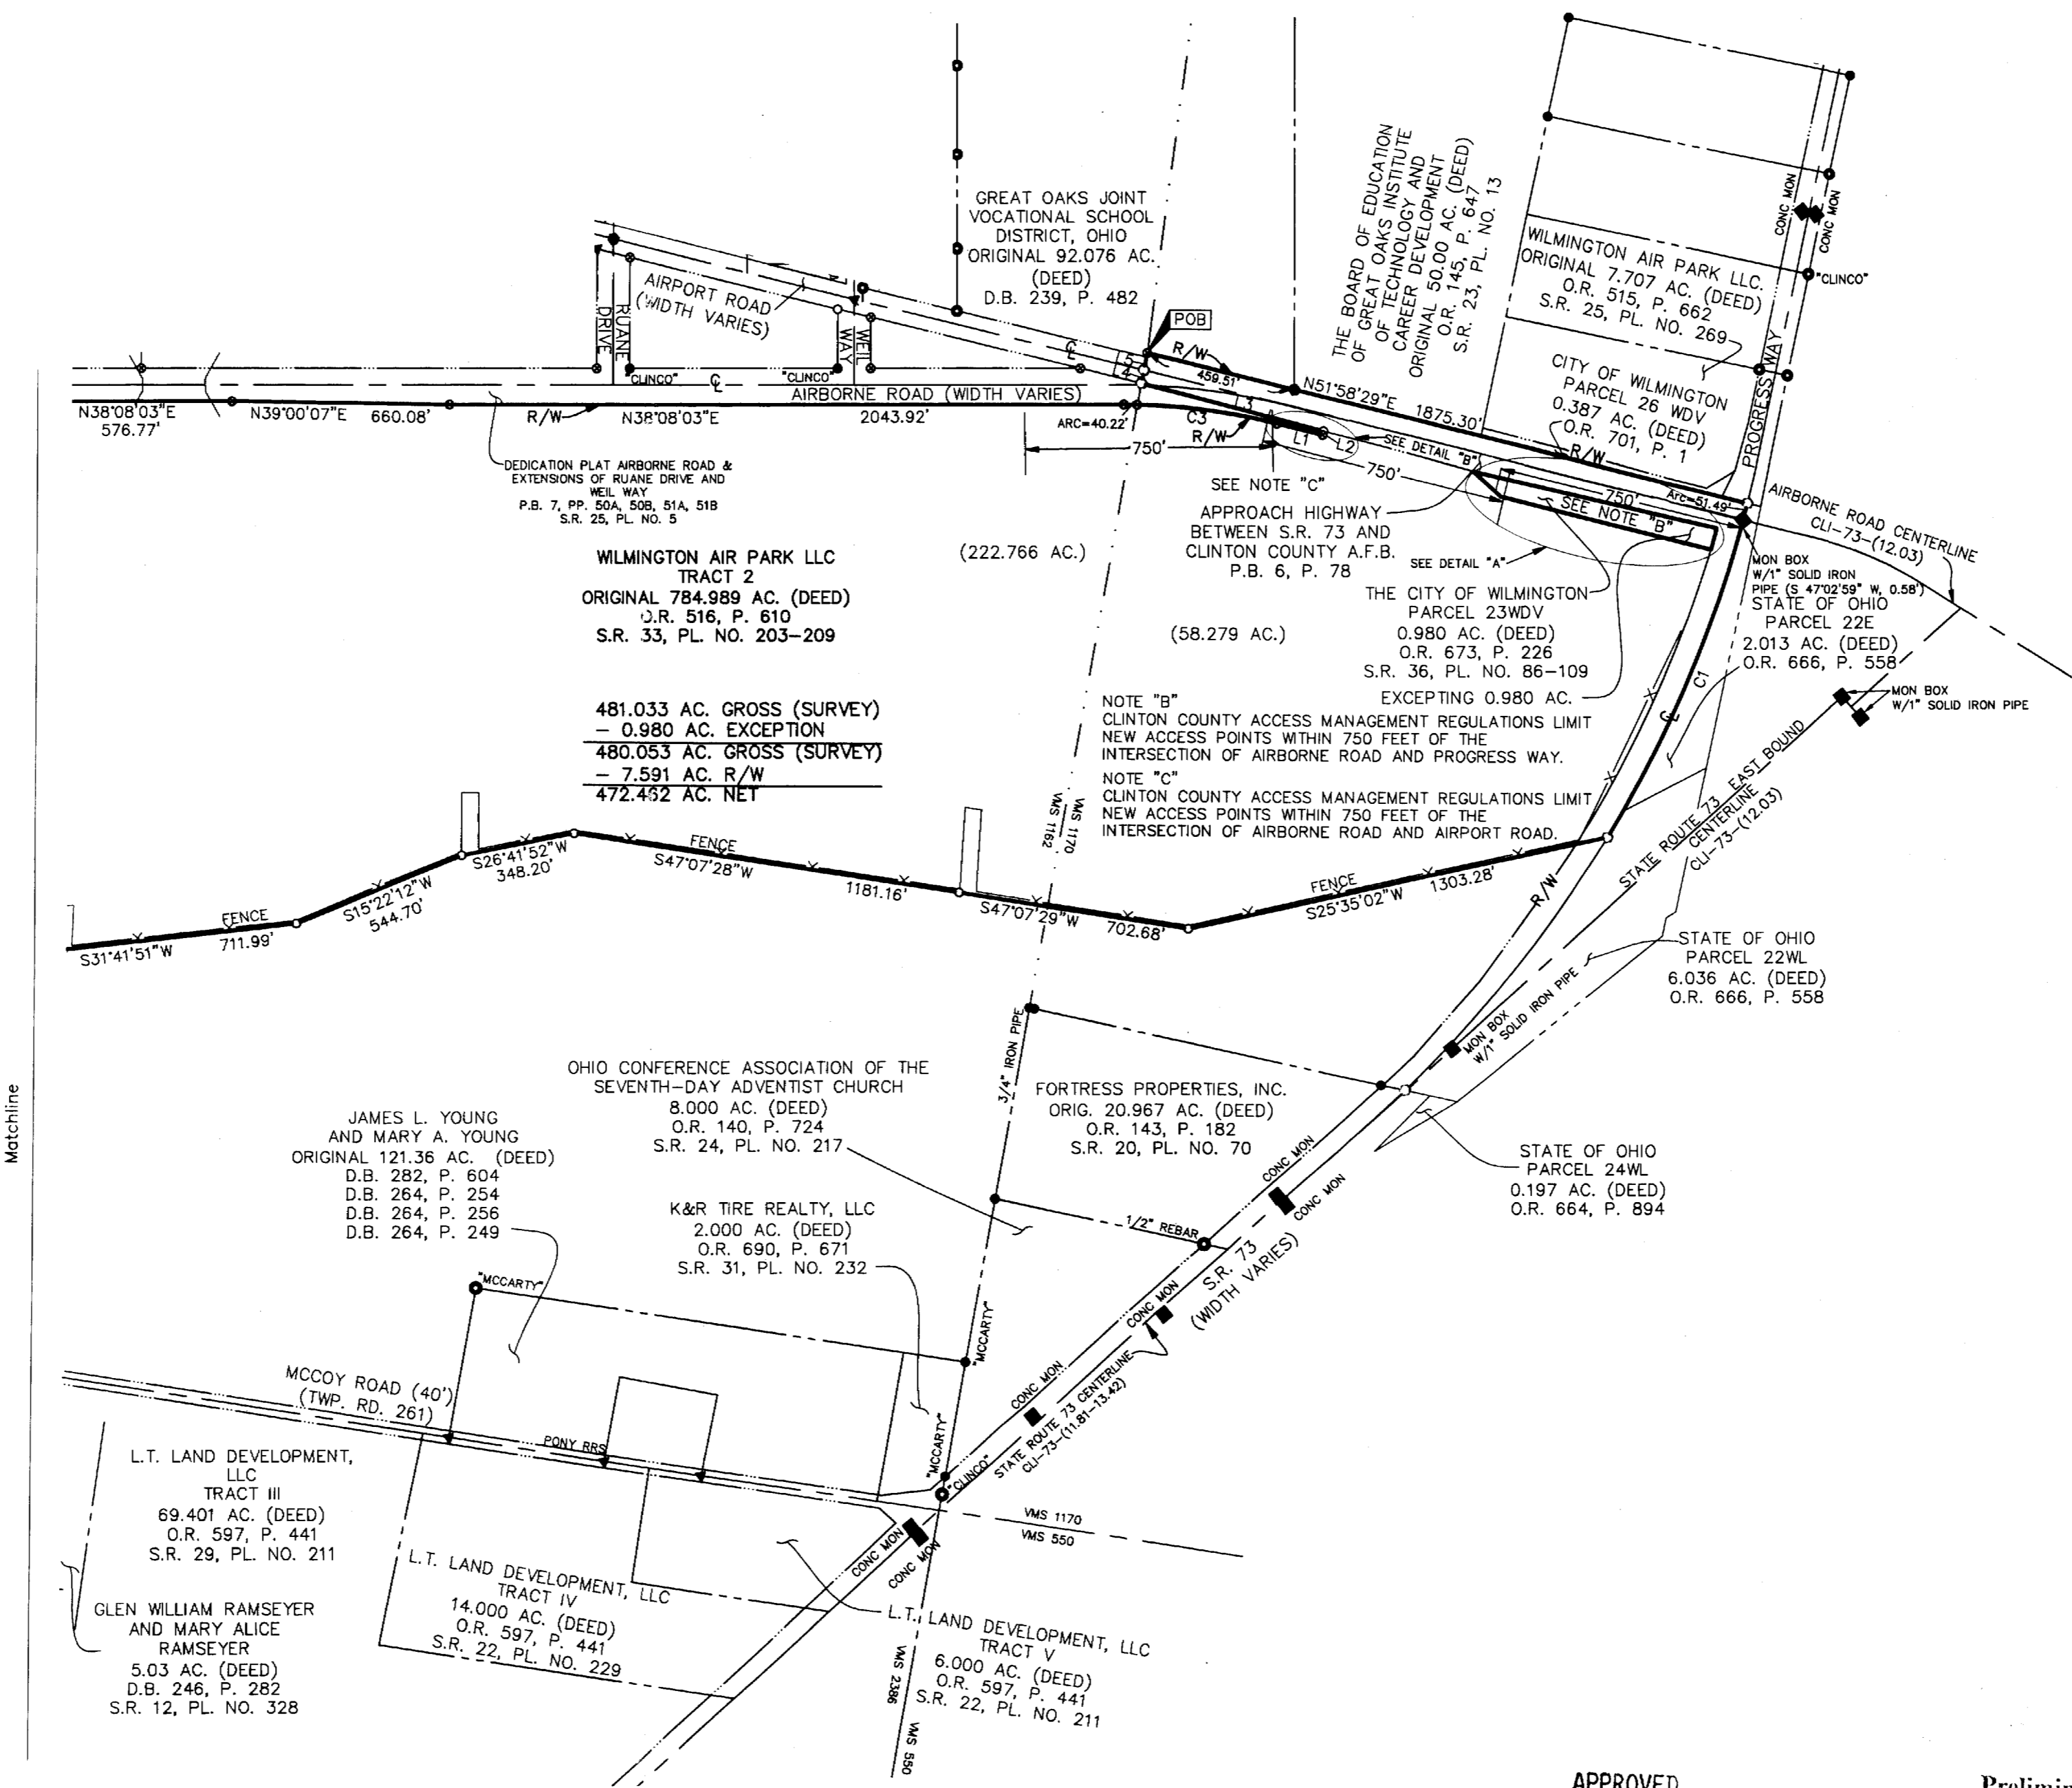 GREAT OAKS JOINT
VOCATIONAL SCHOOL
DISTRICT, OHIO
ORIGINAL 92.076 AC.
(DEED)
D.B. 239, P. 482
THE BOARD OF EDUCATION
OF GREAT OAKS INSTITUTE
OF TECHNOLOGY AND
CAREER DEVELOPMENT
ORIGINAL 50.00 AC. (DEED)
O.R. 145, P. 647
S.R. 23, PL. NO. 13
CONC MON
CONC MON
"CLINCO"
WILMINGTON AIR PARK LLC.
ORIGINAL 7.707 AC. (DEED)
O.R. 515, P. 662
S.R. 25, PL. NO. 269
CITY OF WILMINGTON
PARCEL 26 WDV
0.387 AC. (DEED)
O.R. 701, P. 1
PROGRESS WAY
AIRPORT ROAD
(WIDTH VARIES)
RUANE
DRIVE
WEIL
WAY
"CLINCO"
"CLINCO"
POB
R/W
459.51'
5
4
N51°58'29"E 1875.30'
R/W
AIRBORNE ROAD (WIDTH VARIES)
N38°08'03"E
576.77'
N39°00'07"E 660.08'
R/W
N38°08'03"E 2043.92'
ARC=40.22'
C3
R/W
L3
L1
L2
SEE DETAIL "B"
750'
750'
750'
Arc=51.49'
SEE NOTE "B"
SEE NOTE "C"
DEDICATION PLAT AIRBORNE ROAD &
EXTENSIONS OF RUANE DRIVE AND
WEIL WAY
P.B. 7, PP. 50A, 50B, 51A, 51B
S.R. 25, PL. NO. 5
APPROACH HIGHWAY
BETWEEN S.R. 73 AND
CLINTON COUNTY A.F.B.
P.B. 6, P. 78
SEE DETAIL "A"
AIRBORNE ROAD CENTERLINE
CLI-73-(12.03)
MON BOX
W/1" SOLID IRON
PIPE (S 47°02'59" W, 0.58')
STATE OF OHIO
PARCEL 22E
2.013 AC. (DEED)
O.R. 666, P. 558
WILMINGTON AIR PARK LLC
TRACT 2
ORIGINAL 784.989 AC. (DEED)
O.R. 516, P. 610
S.R. 33, PL. NO. 203-209
(222.766 AC.)
(58.279 AC.)
THE CITY OF WILMINGTON
PARCEL 23WDV
0.980 AC. (DEED)
O.R. 673, P. 226
S.R. 36, PL. NO. 86-109
EXCEPTING 0.980 AC.
C1
MON BOX
W/1" SOLID IRON PIPE
481.033 AC. GROSS (SURVEY)
- 0.980 AC. EXCEPTION
480.053 AC. GROSS (SURVEY)
- 7.591 AC. R/W
472.462 AC. NET
NOTE "B"
CLINTON COUNTY ACCESS MANAGEMENT REGULATIONS LIMIT
NEW ACCESS POINTS WITHIN 750 FEET OF THE
INTERSECTION OF AIRBORNE ROAD AND PROGRESS WAY.
NOTE "C"
CLINTON COUNTY ACCESS MANAGEMENT REGULATIONS LIMIT
NEW ACCESS POINTS WITHIN 750 FEET OF THE
INTERSECTION OF AIRBORNE ROAD AND AIRPORT ROAD.
VMS 1170
VMS 1162
STATE ROUTE 73 EAST BOUND
CENTERLINE
CLI-73-(12.03)
S31°41'51"W
FENCE
711.99'
S15°22'12"W
544.70'
S26°41'52"W
348.20'
FENCE
S47°07'28"W
1181.16'
S47°07'29"W
702.68'
FENCE
S25°35'02"W
1303.28'
R/W
STATE OF OHIO
PARCEL 22WL
6.036 AC. (DEED)
O.R. 666, P. 558
MON BOX
W/1" SOLID IRON PIPE
3/4" IRON PIPE
Matchline
OHIO CONFERENCE ASSOCIATION OF THE
SEVENTH-DAY ADVENTIST CHURCH
8.000 AC. (DEED)
O.R. 140, P. 724
S.R. 24, PL. NO. 217
FORTRESS PROPERTIES, INC.
ORIG. 20.967 AC. (DEED)
O.R. 143, P. 182
S.R. 20, PL. NO. 70
JAMES L. YOUNG
AND MARY A. YOUNG
ORIGINAL 121.36 AC. (DEED)
D.B. 282, P. 604
D.B. 264, P. 254
D.B. 264, P. 256
D.B. 264, P. 249
K&R TIRE REALTY, LLC
2.000 AC. (DEED)
O.R. 690, P. 671
S.R. 31, PL. NO. 232
STATE OF OHIO
PARCEL 24WL
0.197 AC. (DEED)
O.R. 664, P. 894
CONC MON
CONC MON
1/2" REBAR
S.R. 73
(WIDTH VARIES)
CONC MON
CONC MON
STATE ROUTE 73 CENTERLINE
CLI-73-(11.81-13.42)
"MCCARTY"
"MCCARTY"
"MCCARTY"
"CLINCO"
MCCOY ROAD (40')
(TWP. RD. 261)
PONY RRS
VMS 1170
VMS 550
CONC MON
CONC MON
L.T. LAND DEVELOPMENT,
LLC
TRACT III
69.401 AC. (DEED)
O.R. 597, P. 441
S.R. 29, PL. NO. 211
L.T. LAND DEVELOPMENT, LLC
TRACT IV
14.000 AC. (DEED)
O.R. 597, P. 441
S.R. 22, PL. NO. 229
GLEN WILLIAM RAMSEYER
AND MARY ALICE
RAMSEYER
5.03 AC. (DEED)
D.B. 246, P. 282
S.R. 12, PL. NO. 328
L.T. LAND DEVELOPMENT, LLC
TRACT V
6.000 AC. (DEED)
O.R. 597, P. 441
S.R. 22, PL. NO. 211
VMS 2386
VMS 550
APPROVED